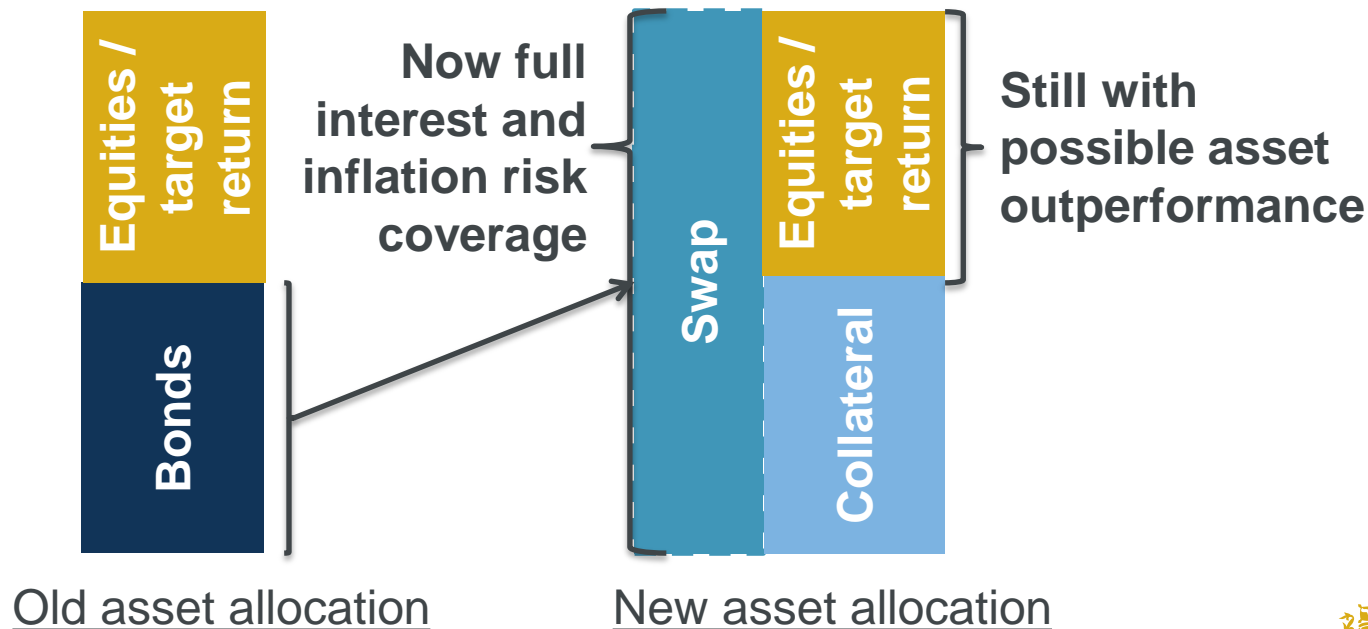 Equities /
target
return
Bonds
Now full
interest and
inflation risk
coverage
Swap
Equities /
target
return
Collateral
Still with
possible asset
outperformance
Old asset allocation
New asset allocation